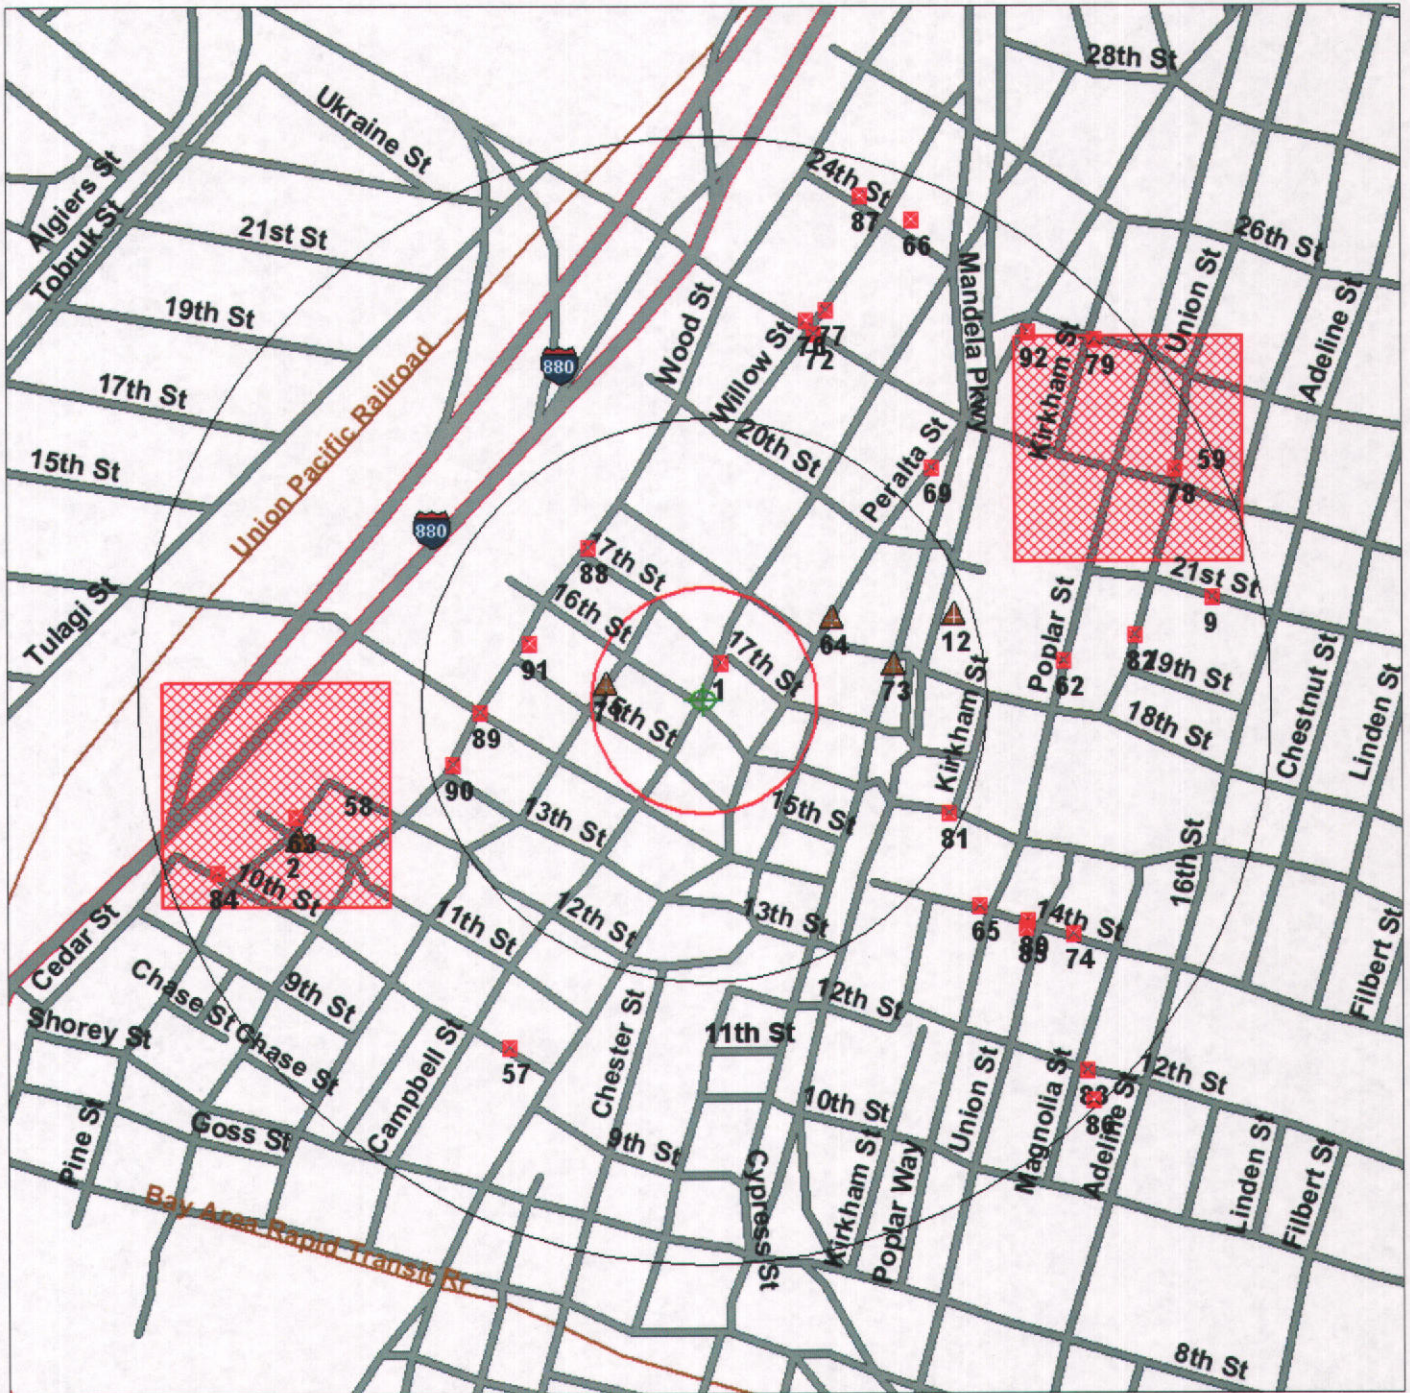 28th St
Ukraine St
24th St
Algiers St
Tobruk St
87
66
21st St
26th St
Union St
19th St
Mandela Pkwy
Wood St
Adeline St
77
72
92
79
Kirkham St
Willow St
880
Union Pacific Railroad
17th St
15th St
20th St
Peralta St
59
69
78
880
17th St
88
21st St
Tulagi St
16th St
64
12
9
Poplar St
17th St
91
1
73
62
19th St
Chestnut St
Linden St
15th St
18th St
89
Kirkham St
90
58
13th St
15th St
81
63
2
16th St
84
10th St
11th St
12th St
13th St
65
14th St
74
Cedar St
Filbert St
Chase St
9th St
12th St
Shorey St
Chase St
11th St
Campbell St
57
Chester St
Union St
Magnolia St
12th St
83
86
Adeline St
10th St
Goss St
9th St
Pine St
Cypress St
Kirkham St
Poplar Way
Linden St
Filbert St
Bay Area Rapid Transit Rr
8th St